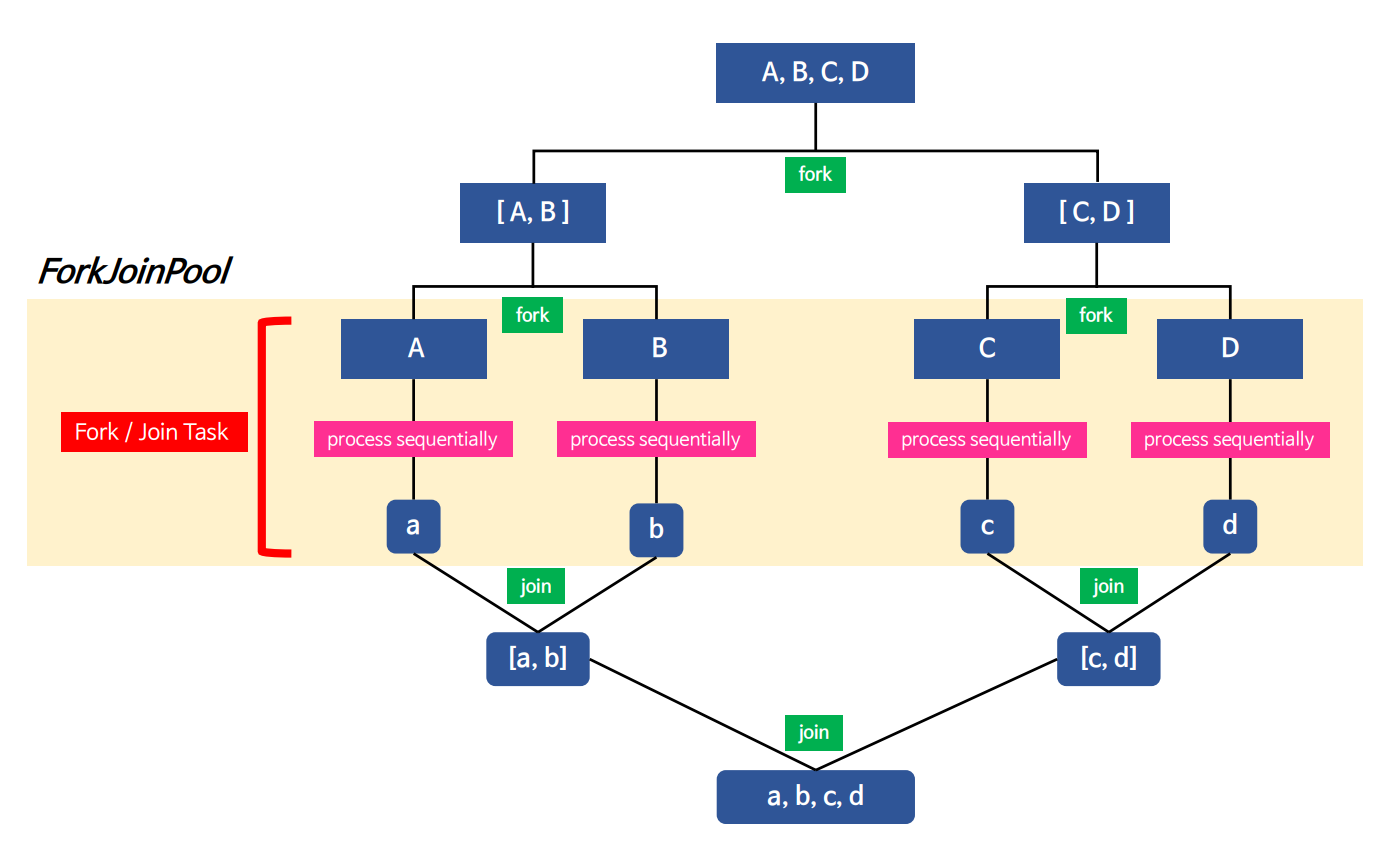 A, B, C, D
fork
[ A, B ]
[ C, D ]
ForkJoinPool
fork
fork
A
B
C
D
Fork / Join Task
process sequentially
process sequentially
process sequentially
process sequentially
a
b
c
d
join
join
[a, b]
[c, d]
join
a, b, c, d